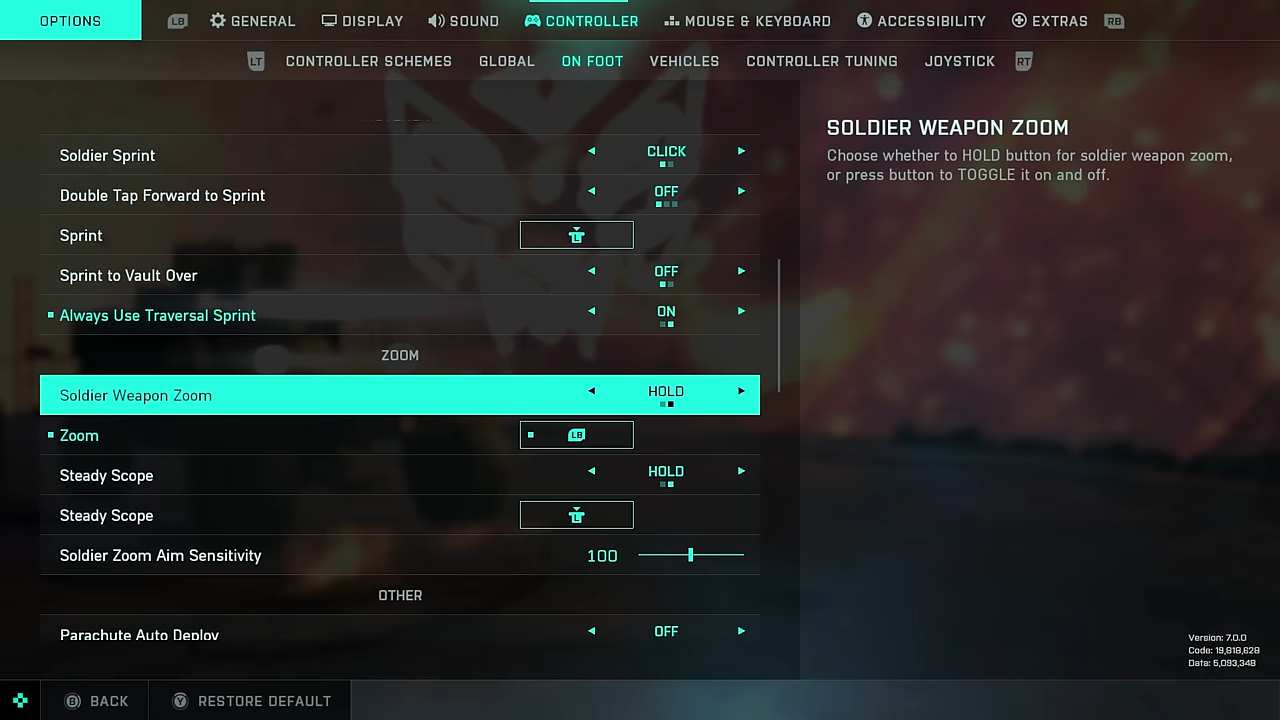 OPTIONS
LB GENERAL DISPLAY SOUND CONTROLLER MOUSE & KEYBOARD ACCESSIBILITY EXTRAS RB
LT CONTROLLER SCHEMES GLOBAL ON FOOT VEHICLES CONTROLLER TUNING JOYSTICK RT
Soldier Sprint CLICK
Double Tap Forward to Sprint OFF
Sprint L
Sprint to Vault Over OFF
Always Use Traversal Sprint ON
ZOOM
Soldier Weapon Zoom HOLD
Zoom LB
Steady Scope HOLD
Steady Scope L
Soldier Zoom Aim Sensitivity 100
OTHER
Parachute Auto Deploy OFF
SOLDIER WEAPON ZOOM
Choose whether to HOLD button for soldier weapon zoom,
or press button to TOGGLE it on and off.
Version: 7.0.0
Code: 19,818,628
Data: 5,093,348
B BACK Y RESTORE DEFAULT